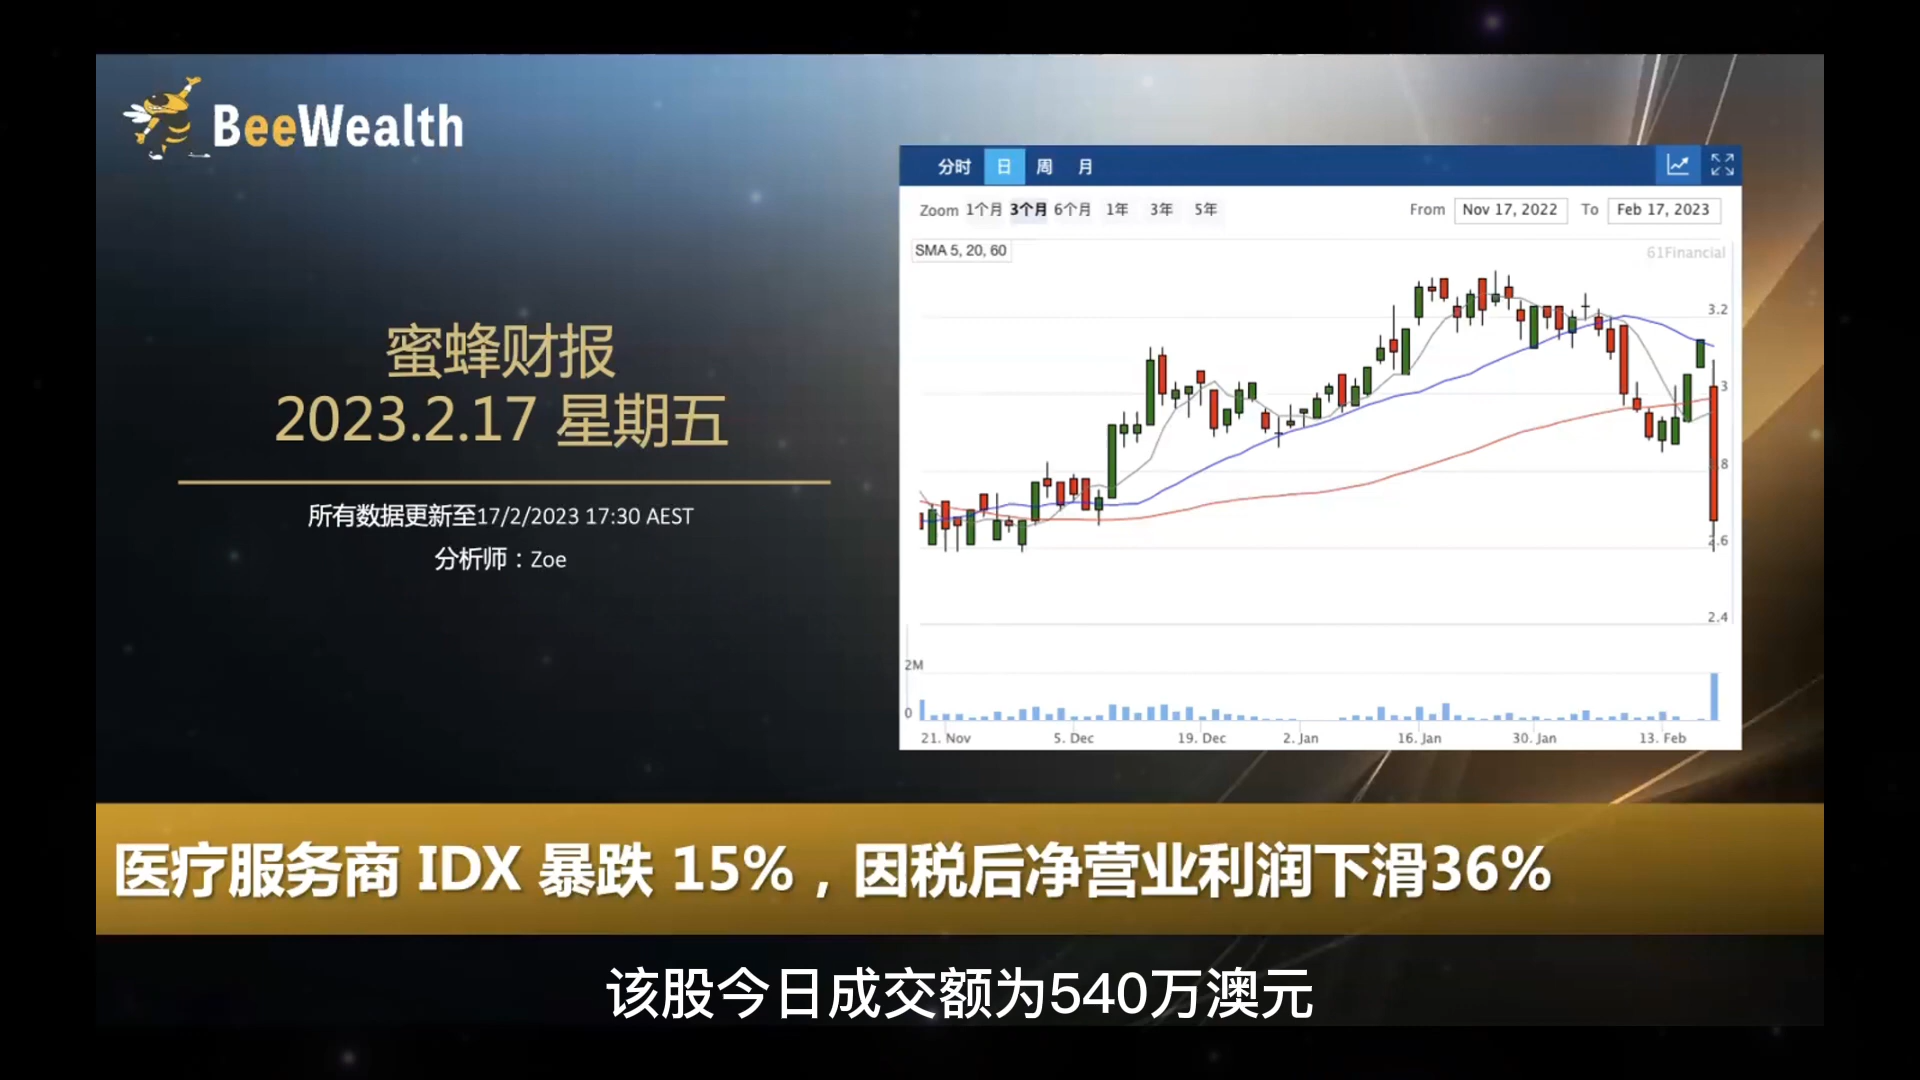 BeeWealth
蜜蜂财报
2023.2.17 星期五
所有数据更新至17/2/2023 17:30 AEST
分析师：Zoe
分时 日 周 月
Zoom 1个月 3个月 6个月 1年 3年 5年
From Nov 17, 2022 To Feb 17, 2023
SMA 5, 20, 60
61Financial
3.2
3
2.6
2.4
2M
0
21. Nov 5. Dec 19. Dec 2. Jan 16. Jan 30. Jan 13. Feb
医疗服务商 IDX 暴跌 15%，因税后净营业利润下滑36%
该股今日成交额为540万澳元